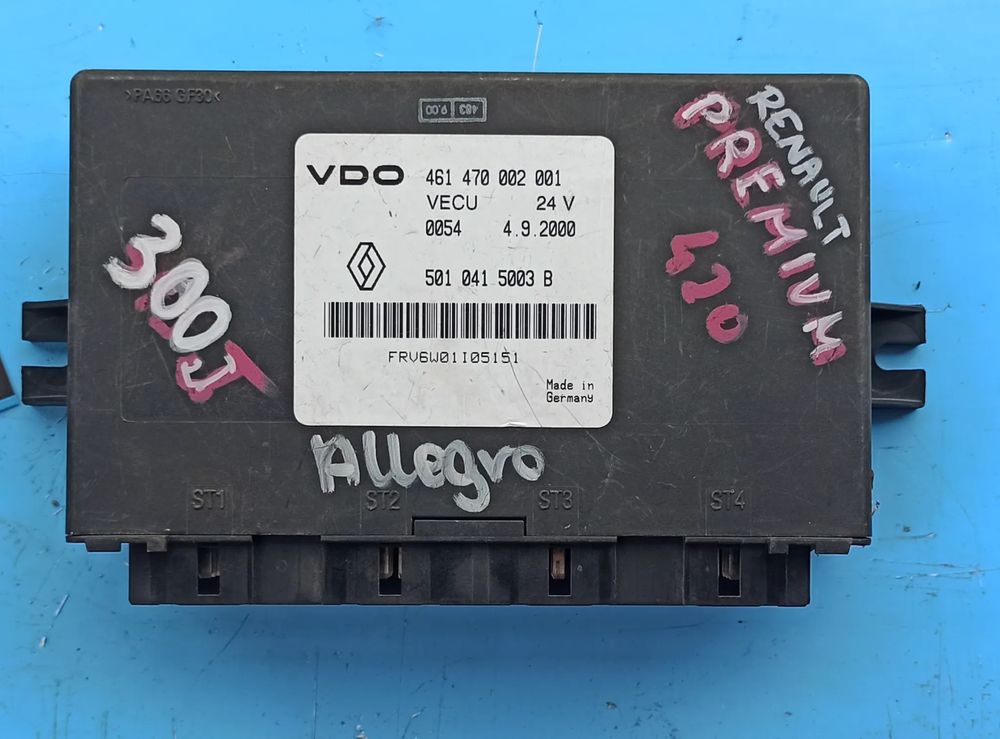 >PA66 GF30<
483 9.00
RENAULT
PREMIUM
420
300J
VDO 461 470 002 001
VECU 24 V
0054 4.9.2000
501 041 5003 B
FRV6W01I05151
Made in
Germany
Allegro
ST1 ST2 ST3 ST4